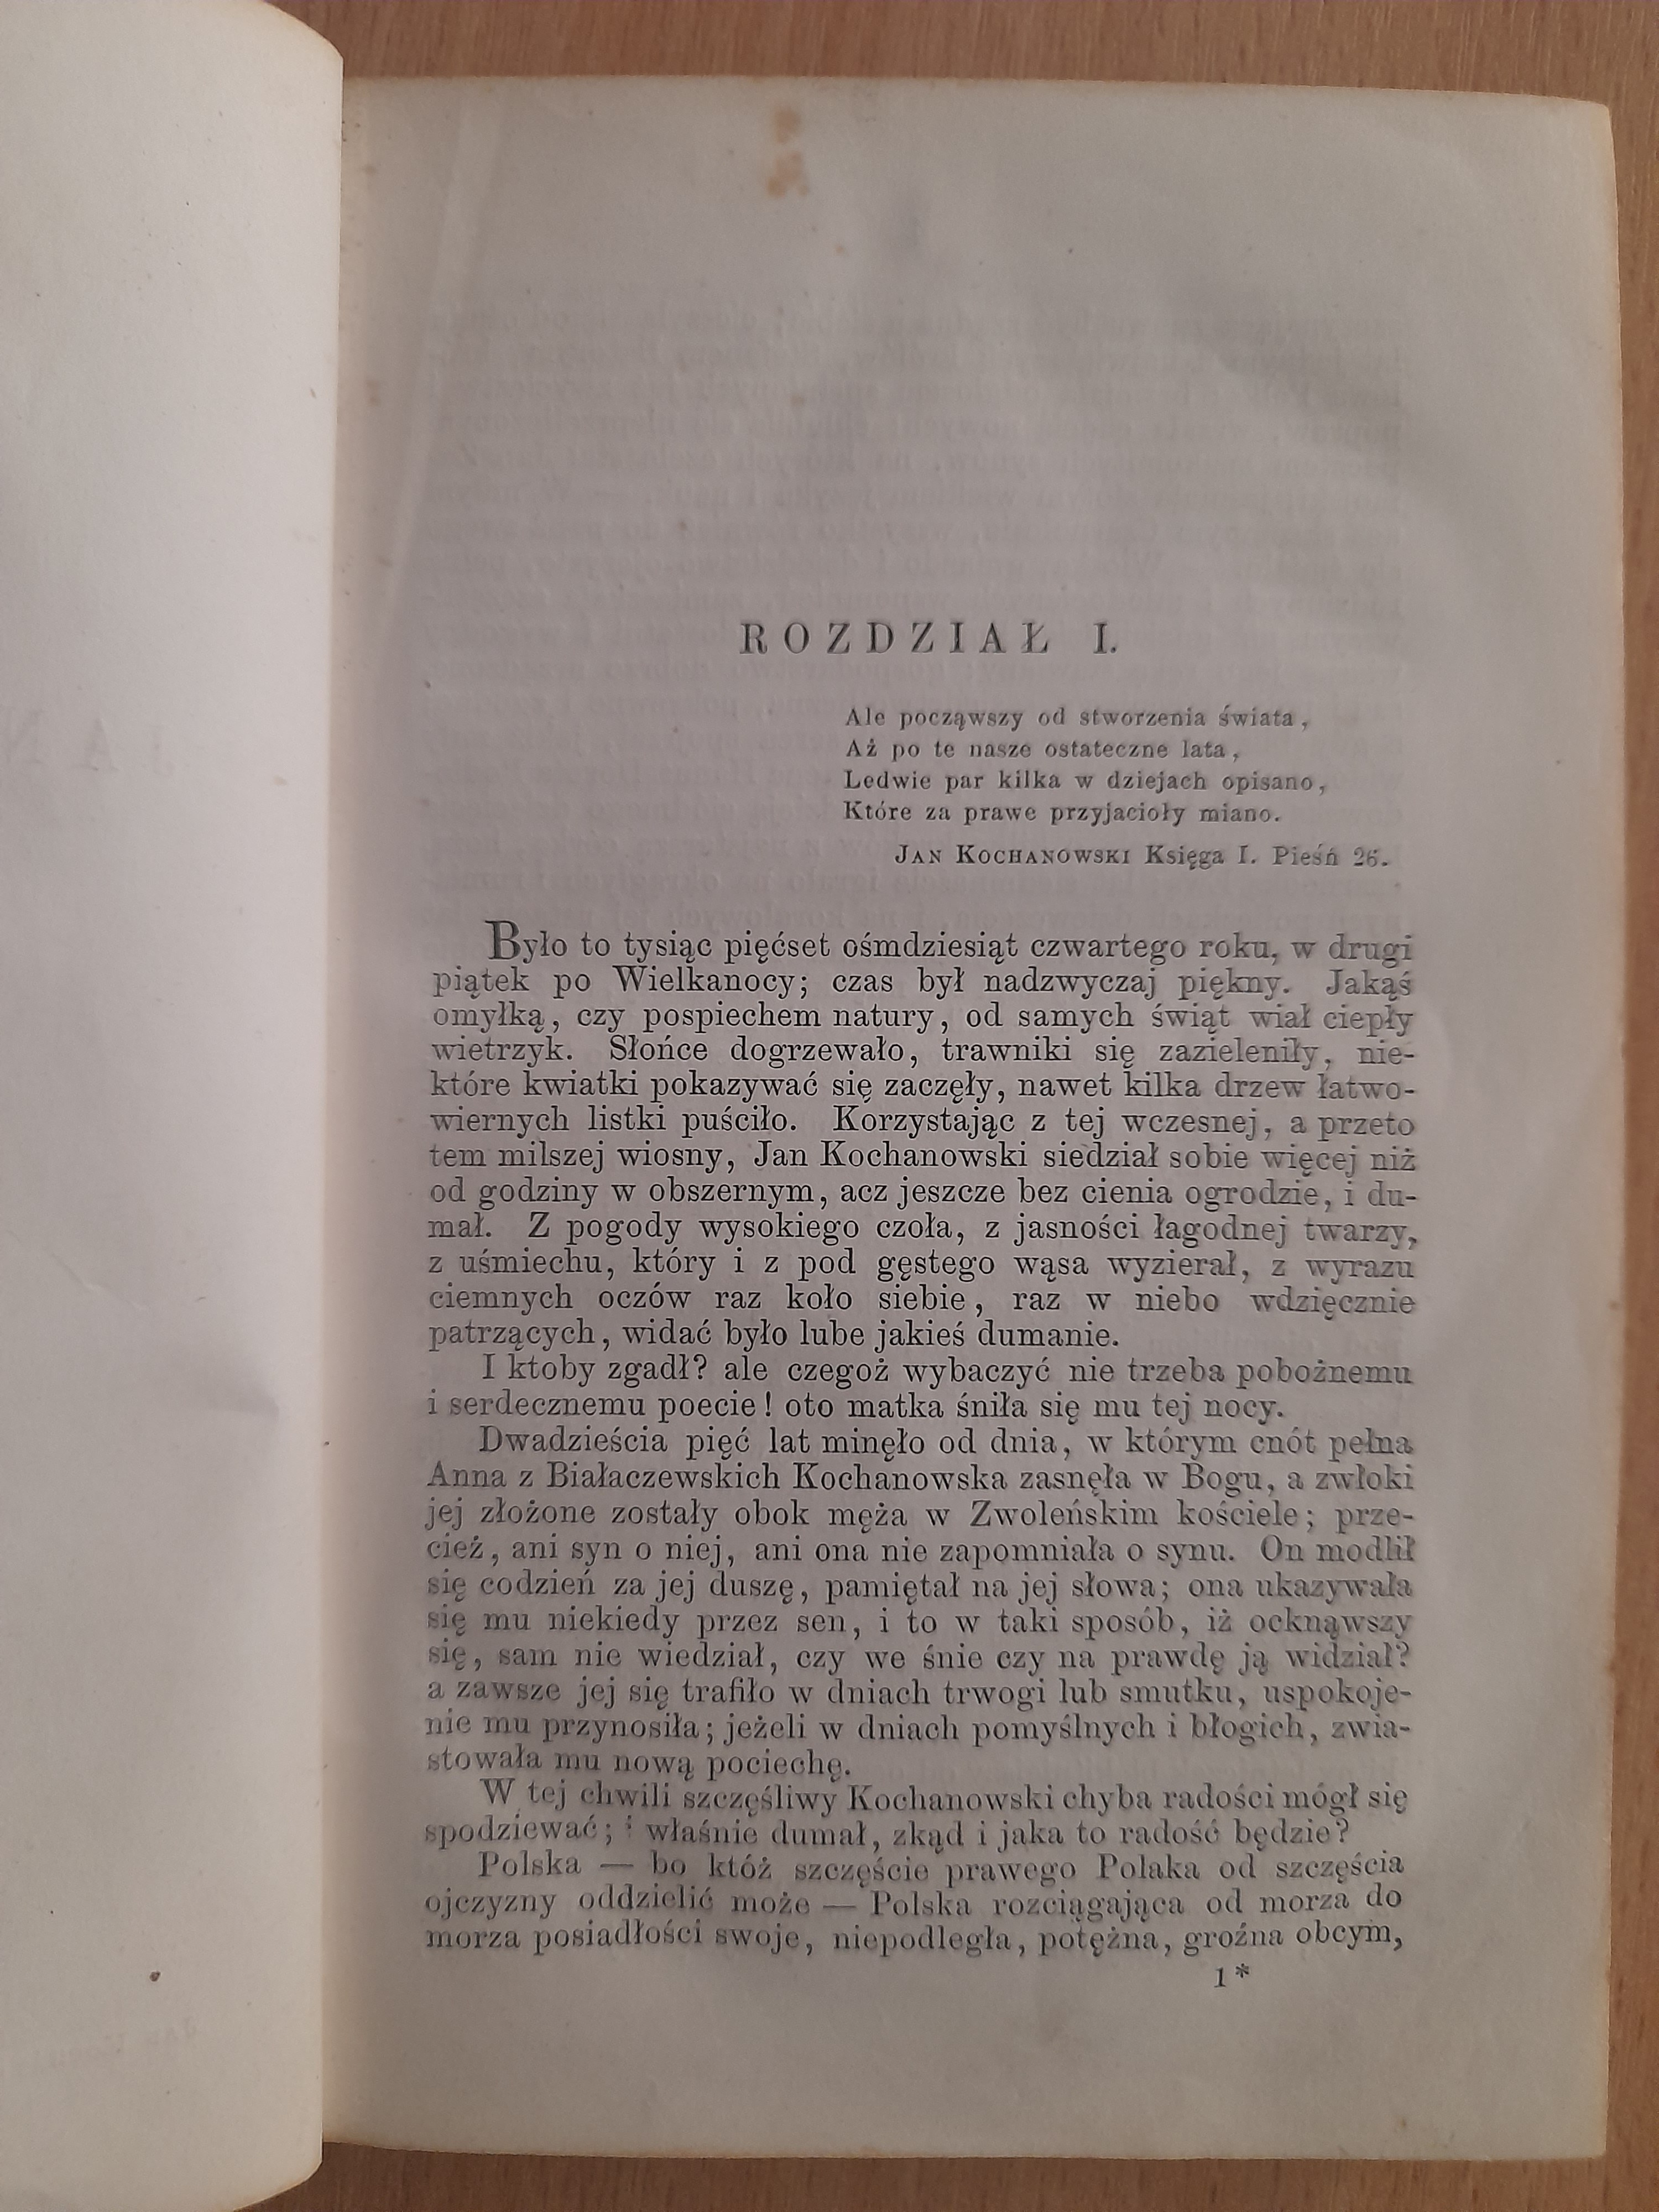 ROZDZIAŁ I.
Ale począwszy od stworzenia świata,
Aż po te nasze ostateczne lata,
Ledwie par kilka w dziejach opisano,
Które za prawe przyjacioły miano.
JAN KOCHANOWSKI Księga I. Pieśń 26.
Było to tysiąc pięćset ośmdziesiąt czwartego roku, w drugi
piątek po Wielkanocy; czas był nadzwyczaj piękny. Jakąś
omyłką, czy pospiechem natury, od samych świąt wiał ciepły
wietrzyk. Słońce dogrzewało, trawniki się zazieleniły, nie-
które kwiatki pokazywać się zaczęły, nawet kilka drzew łatwo-
wiernych listki puściło. Korzystając z tej wczesnej, a przeto
tem milszej wiosny, Jan Kochanowski siedział sobie więcej niż
od godziny w obszernym, acz jeszcze bez cienia ogrodzie, i du-
mał. Z pogody wysokiego czoła, z jasności łagodnej twarzy,
z uśmiechu, który i z pod gęstego wąsa wyzierał, z wyrazu
ciemnych oczów raz koło siebie, raz w niebo wdzięcznie
patrzących, widać było lube jakieś dumanie.
I ktoby zgadł? ale czegoż wybaczyć nie trzeba pobożnemu
i serdecznemu poecie! oto matka śniła się mu tej nocy.
Dwadzieścia pięć lat minęło od dnia, w którym cnót pełna
Anna z Białaczewskich Kochanowska zasnęła w Bogu, a zwłoki
jej złożone zostały obok męża w Zwoleńskim kościele; prze-
cież, ani syn o niej, ani ona nie zapomniała o synu. On modlił
się codzień za jej duszę, pamiętał na jej słowa; ona ukazywała
się mu niekiedy przez sen, i to w taki sposób, iż ocknąwszy
się, sam nie wiedział, czy we śnie czy na prawdę ją widział?
a zawsze jej się trafiło w dniach trwogi lub smutku, uspokoje-
nie mu przynosiła; jeżeli w dniach pomyślnych i błogich, zwia-
stowała mu nową pociechę.
W tej chwili szczęśliwy Kochanowski chyba radości mógł się
spodziewać; i właśnie dumał, zkąd i jaka to radość będzie?
Polska — bo któż szczęście prawego Polaka od szczęścia
ojczyzny oddzielić może — Polska rozciągająca od morza do
morza posiadłości swoje, niepodległa, potężna, groźna obcym,
1*